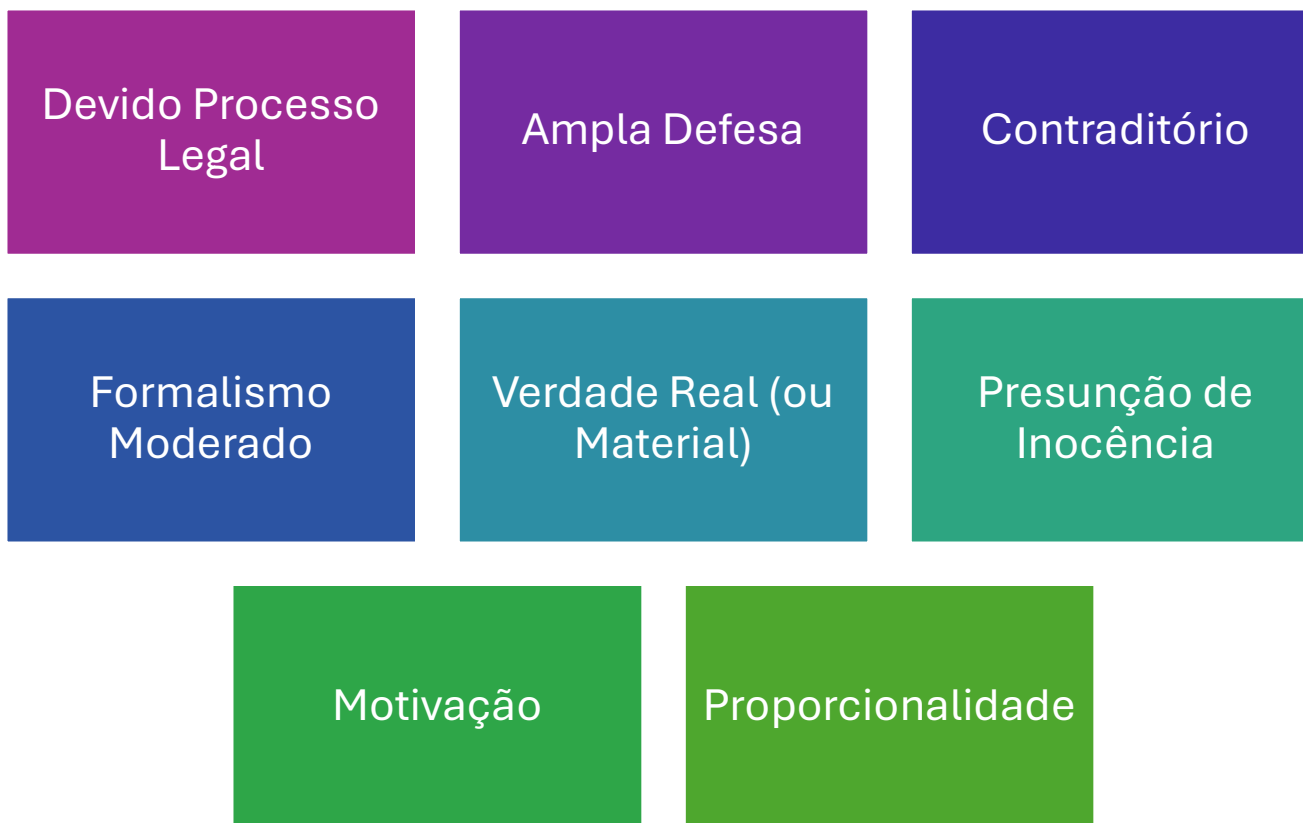 Devido Processo
Legal
Ampla Defesa
Contraditório
Formalismo
Moderado
Verdade Real (ou
Material)
Presunção de
Inocência
Motivação
Proporcionalidade